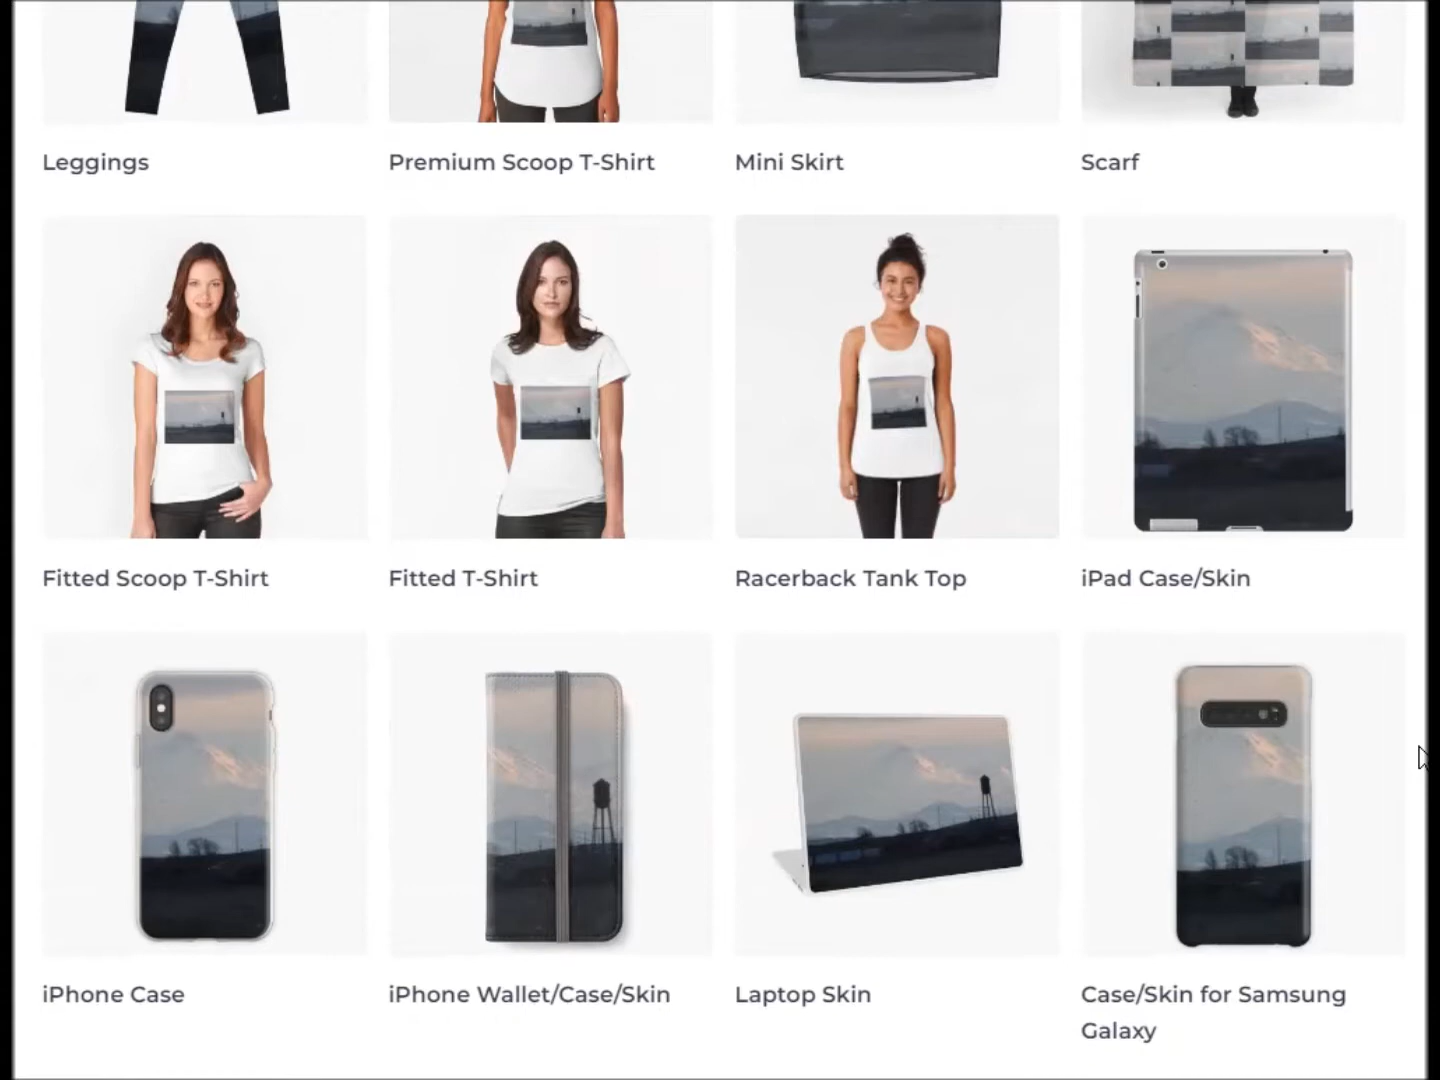 Leggings
Premium Scoop T-Shirt
Mini Skirt
Scarf
Fitted Scoop T-Shirt
Fitted T-Shirt
Racerback Tank Top
iPad Case/Skin
iPhone Case
iPhone Wallet/Case/Skin
Laptop Skin
Case/Skin for Samsung
Galaxy